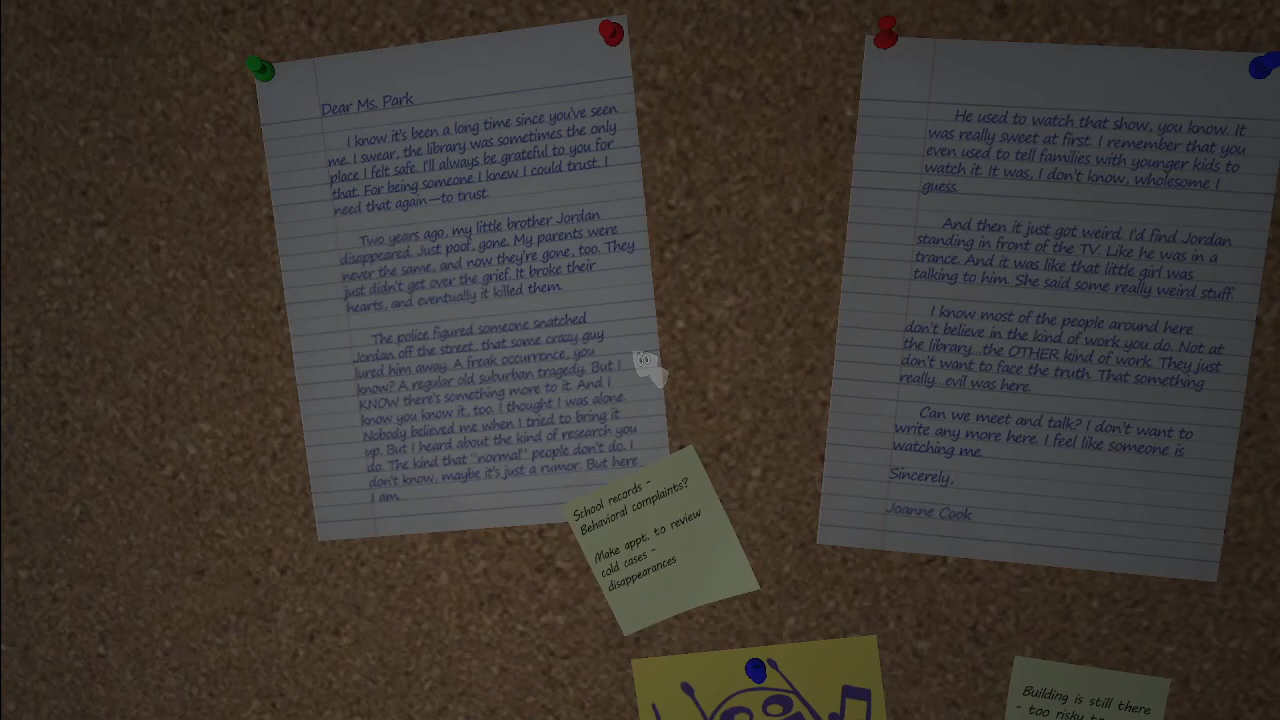 Dear Ms. Park
I know it's been a long time since you've seen
me. I swear, the library was sometimes the only
place I felt safe. I'll always be grateful to you for
that. For being someone I knew I could trust. I
need that again—to trust.
Two years ago, my little brother Jordan
disappeared. Just poof, gone. My parents were
never the same, and now they're gone, too. They
just didn't get over the grief. It broke their
hearts, and eventually it killed them.
The police figured someone snatched
Jordan off the street, that some crazy guy
lured him away. A freak occurrence, you
know? A regular old suburban tragedy. But I
KNOW there's something more to it. And I
know you know it, too. I thought I was alone.
Nobody believed me when I tried to bring it
up. But I heard about the kind of research you
do. The kind that "normal" people don't do. I
don't know, maybe it's just a rumor. But here
I am.
School records -
Behavioral complaints?
Make appt. to review
cold cases -
disappearances
He used to watch that show, you know. It
was really sweet at first. I remember that you
even used to tell families with younger kids to
watch it. It was, I don't know, wholesome I
guess.
And then it just got weird. I'd find Jordan
standing in front of the TV. Like he was in a
trance. And it was like that little girl was
talking to him. She said some really weird stuff.
I know most of the people around here
don't believe in the kind of work you do. Not at
the library...the OTHER kind of work. They just
don't want to face the truth. That something
really...evil was here.
Can we meet and talk? I don't want to
write any more here. I feel like someone is
watching me.
Sincerely,
Joanne Cook
Building is still there
- too risky to